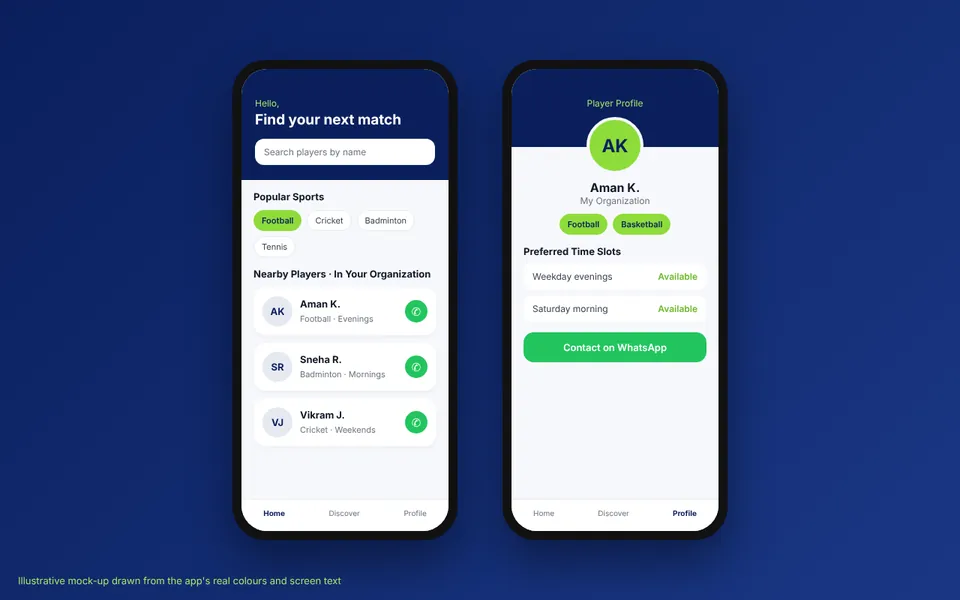 Hello,
Find your next match
Search players by name
Popular Sports
Football Cricket Badminton
Tennis
Nearby Players · In Your Organization
AK
Aman K.
Football · Evenings
SR
Sneha R.
Badminton · Mornings
VJ
Vikram J.
Cricket · Weekends
Home Discover Profile
Player Profile
AK
Aman K.
My Organization
Football Basketball
Preferred Time Slots
Weekday evenings Available
Saturday morning Available
Contact on WhatsApp
Home Discover Profile
Illustrative mock-up drawn from the app's real colours and screen text